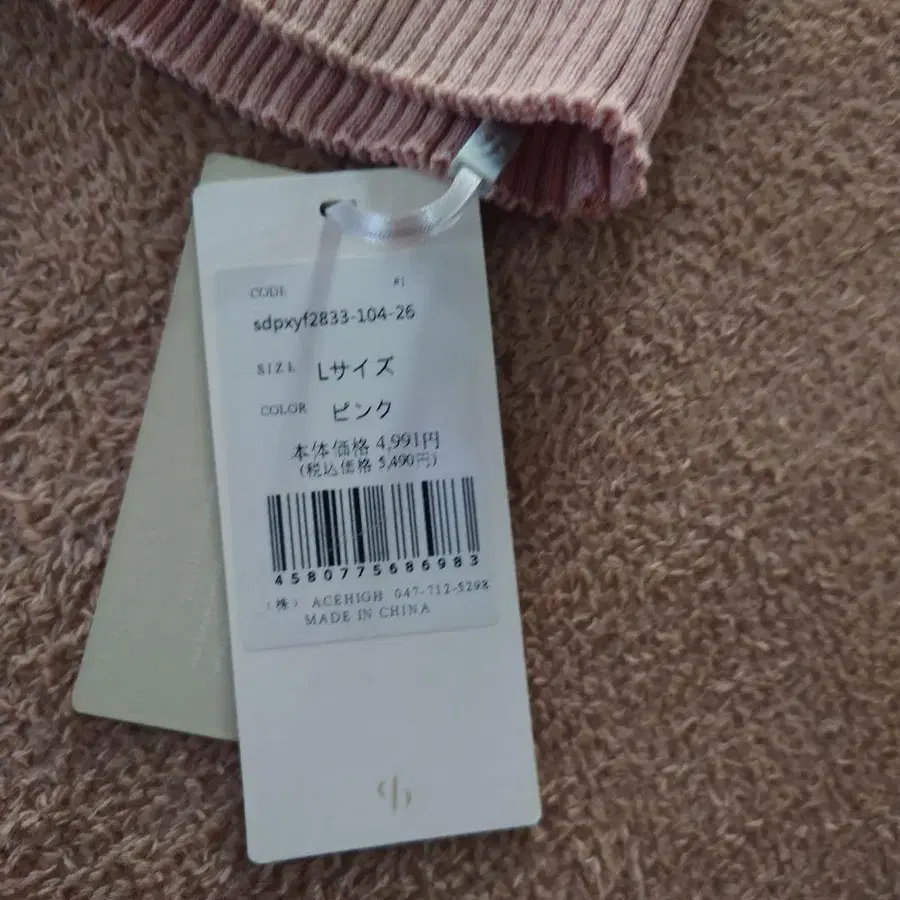 CODE #1
sdpxyf2833-104-26
SIZE Lサイズ
COLOR ピンク
本体価格 4,991円
(税込価格 5,490円)
4580775686983
(株) ACEHIGH 047-712-5298
MADE IN CHINA